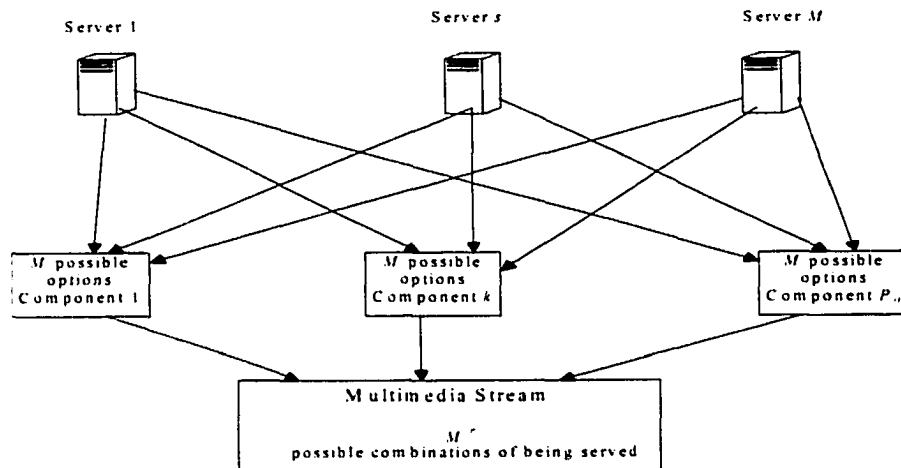 Server 1
Server s
Server M
M possible
options
Component 1
M possible
options
Component k
M possible
options
Component P
Multimedia Stream
M
possible combinations of being served